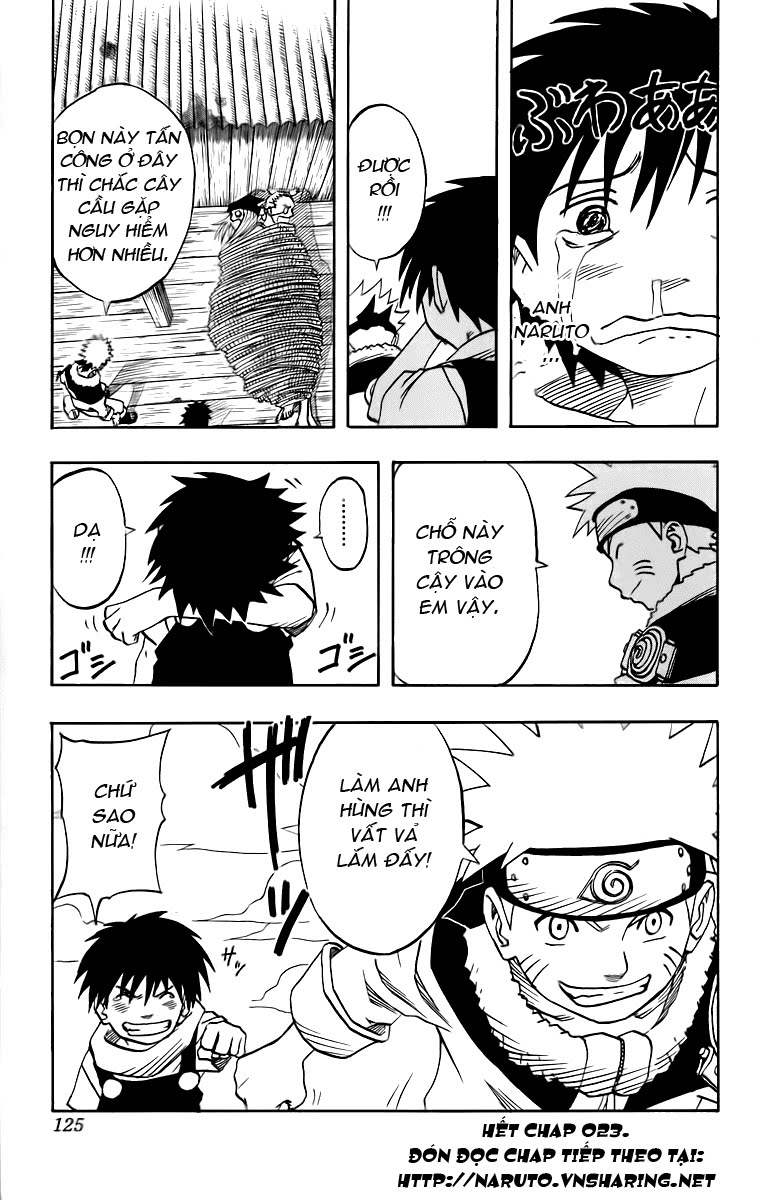 ぶわああ
ANH
NARUTO
...
!!!
ĐƯỢC
RỒI
!!!
BỌN NÀY TẤN
CÔNG Ở ĐÂY
THÌ CHẮC CÂY
CẦU GẶP
NGUY HIỂM
HƠN NHIỀU.
CHỖ NÀY
TRÔNG
CẬY VÀO
EM VẬY.
.........
ゴシ
ゴシ
DẠ
!!!
LÀM ANH
HÙNG THÌ
VẤT VẢ
LẮM ĐẤY!
CHỨ
SAO
NỮA!
125
HẾT CHAP 023.
ĐÓN ĐỌC CHAP TIẾP THEO TẠI:
HTTP://NARUTO.VNSHARING.NET